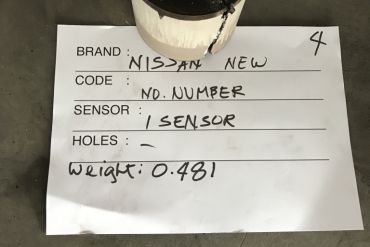 4
BRAND : NISSAN NEW
CODE : NO. NUMBER
SENSOR : 1 SENSOR
HOLES : -
Weight: 0.481